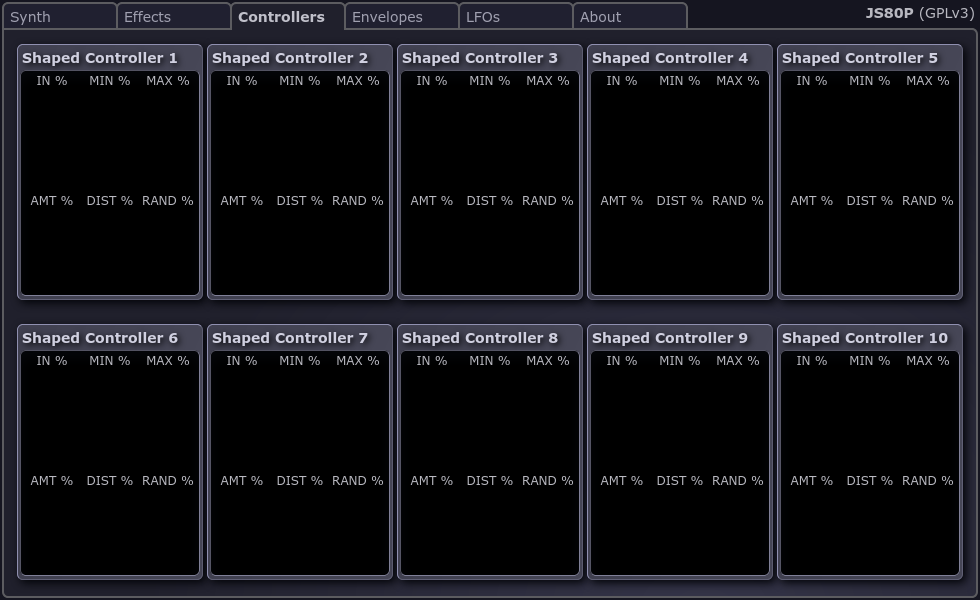 Synth Effects Controllers Envelopes LFOs About JS80P (GPLv3)
Shaped Controller 1 Shaped Controller 2 Shaped Controller 3 Shaped Controller 4 Shaped Controller 5
IN % MIN % MAX % IN % MIN % MAX % IN % MIN % MAX % IN % MIN % MAX % IN % MIN % MAX %
AMT % DIST % RAND % AMT % DIST % RAND % AMT % DIST % RAND % AMT % DIST % RAND % AMT % DIST % RAND %
Shaped Controller 6 Shaped Controller 7 Shaped Controller 8 Shaped Controller 9 Shaped Controller 10
IN % MIN % MAX % IN % MIN % MAX % IN % MIN % MAX % IN % MIN % MAX % IN % MIN % MAX %
AMT % DIST % RAND % AMT % DIST % RAND % AMT % DIST % RAND % AMT % DIST % RAND % AMT % DIST % RAND %